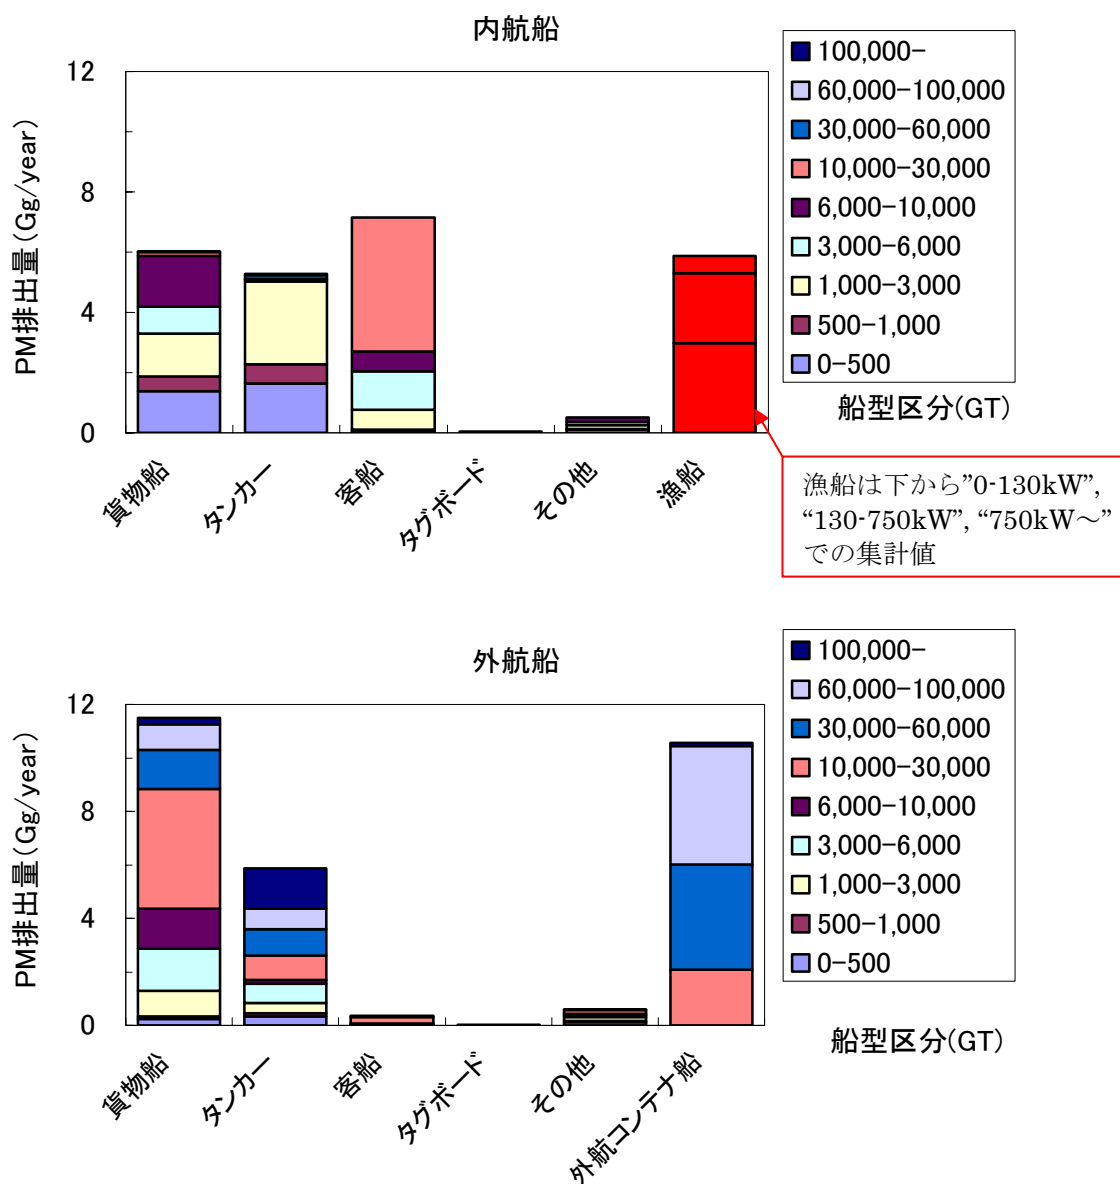 内航船
12
8
4
0
PM排出量(Gg/year)
貨物船
タンカー
客船
タグボード
その他
漁船
100,000-
60,000-100,000
30,000-60,000
10,000-30,000
6,000-10,000
3,000-6,000
1,000-3,000
500-1,000
0-500
船型区分(GT)
漁船は下から”0-130kW”,
“130-750kW”, “750kW～”
での集計値
外航船
12
8
4
0
PM排出量(Gg/year)
貨物船
タンカー
客船
タグボード
その他
外航コンテナ船
100,000-
60,000-100,000
30,000-60,000
10,000-30,000
6,000-10,000
3,000-6,000
1,000-3,000
500-1,000
0-500
船型区分(GT)